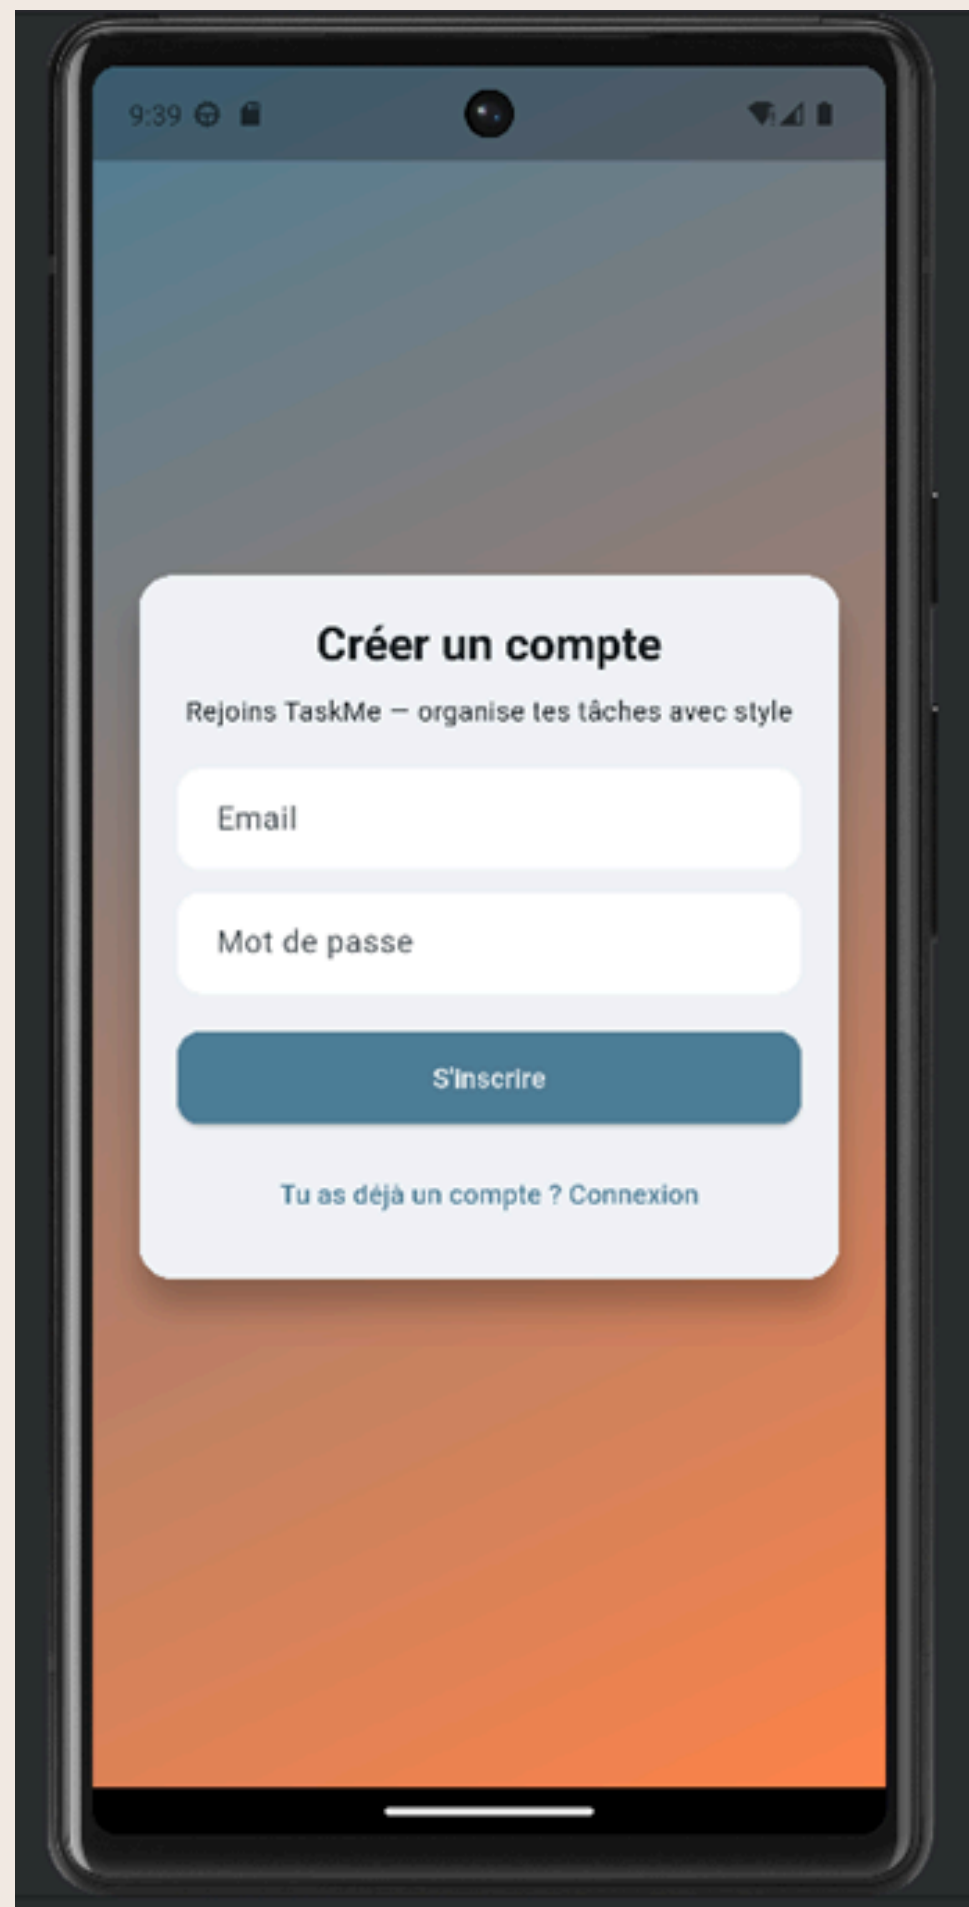 9:39
Créer un compte
Rejoins TaskMe — organise tes tâches avec style
Email
Mot de passe
S'inscrire
Tu as déjà un compte ? Connexion